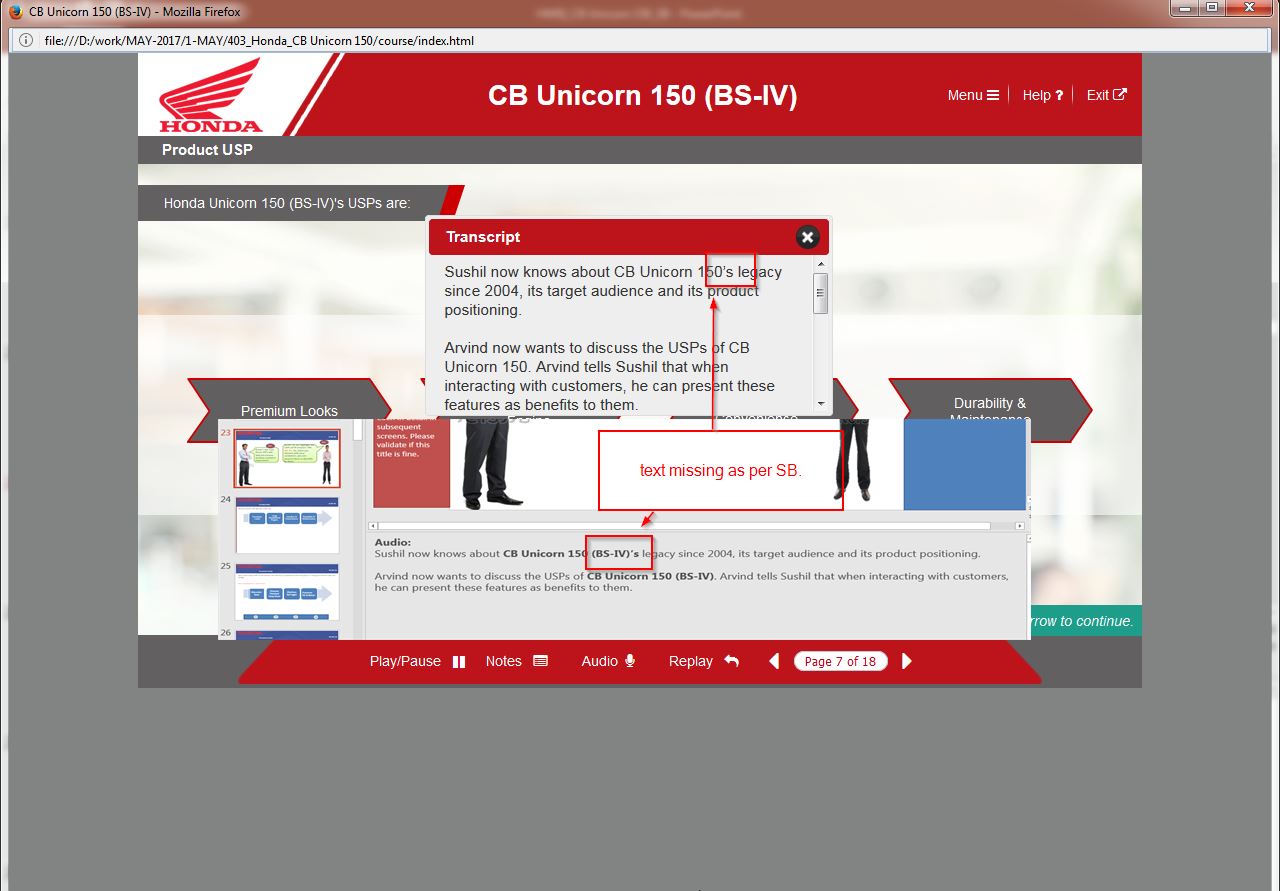 CB Unicorn 150 (BS-IV) - Mozilla Firefox
file:///D:/work/MAY-2017/1-MAY/403_Honda_CB Unicorn 150/course/index.html
HONDA
CB Unicorn 150 (BS-IV)
Menu
Help ?
Exit
Product USP
Honda Unicorn 150 (BS-IV)'s USPs are:
Transcript
Sushil now knows about CB Unicorn 150's legacy
since 2004, its target audience and its product
positioning.
Arvind now wants to discuss the USPs of CB
Unicorn 150. Arvind tells Sushil that when
interacting with customers, he can present these
features as benefits to them.
Premium Looks
Convenience
Durability &
Maintenance
23
24
25
26
subsequent
screens. Please
validate if this
title is fine.
text missing as per SB.
Audio:
Sushil now knows about CB Unicorn 150 (BS-IV)'s legacy since 2004, its target audience and its product positioning.
Arvind now wants to discuss the USPs of CB Unicorn 150 (BS-IV). Arvind tells Sushil that when interacting with customers,
he can present these features as benefits to them.
rrow to continue.
Play/Pause
Notes
Audio
Replay
Page 7 of 18